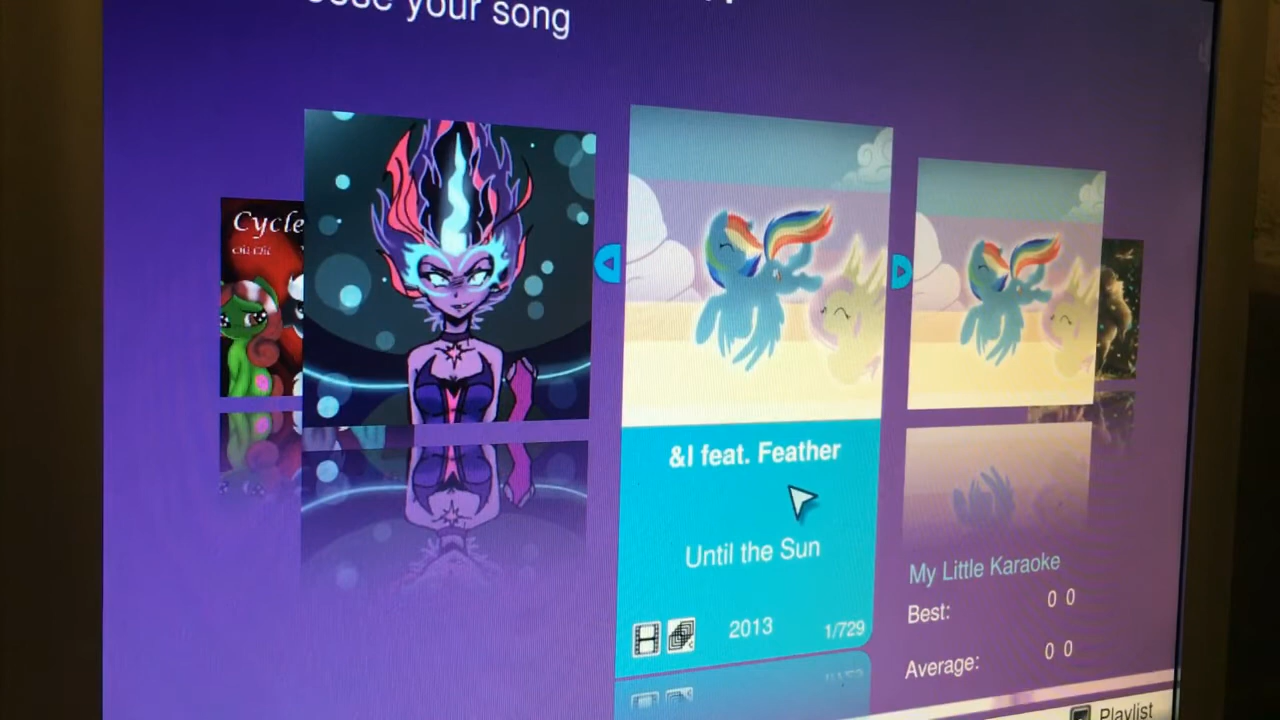 your song
Cycle
&I feat. Feather
Until the Sun
2013
1/729
My Little Karaoke
Best: 0 0
Average: 0 0
Playlist